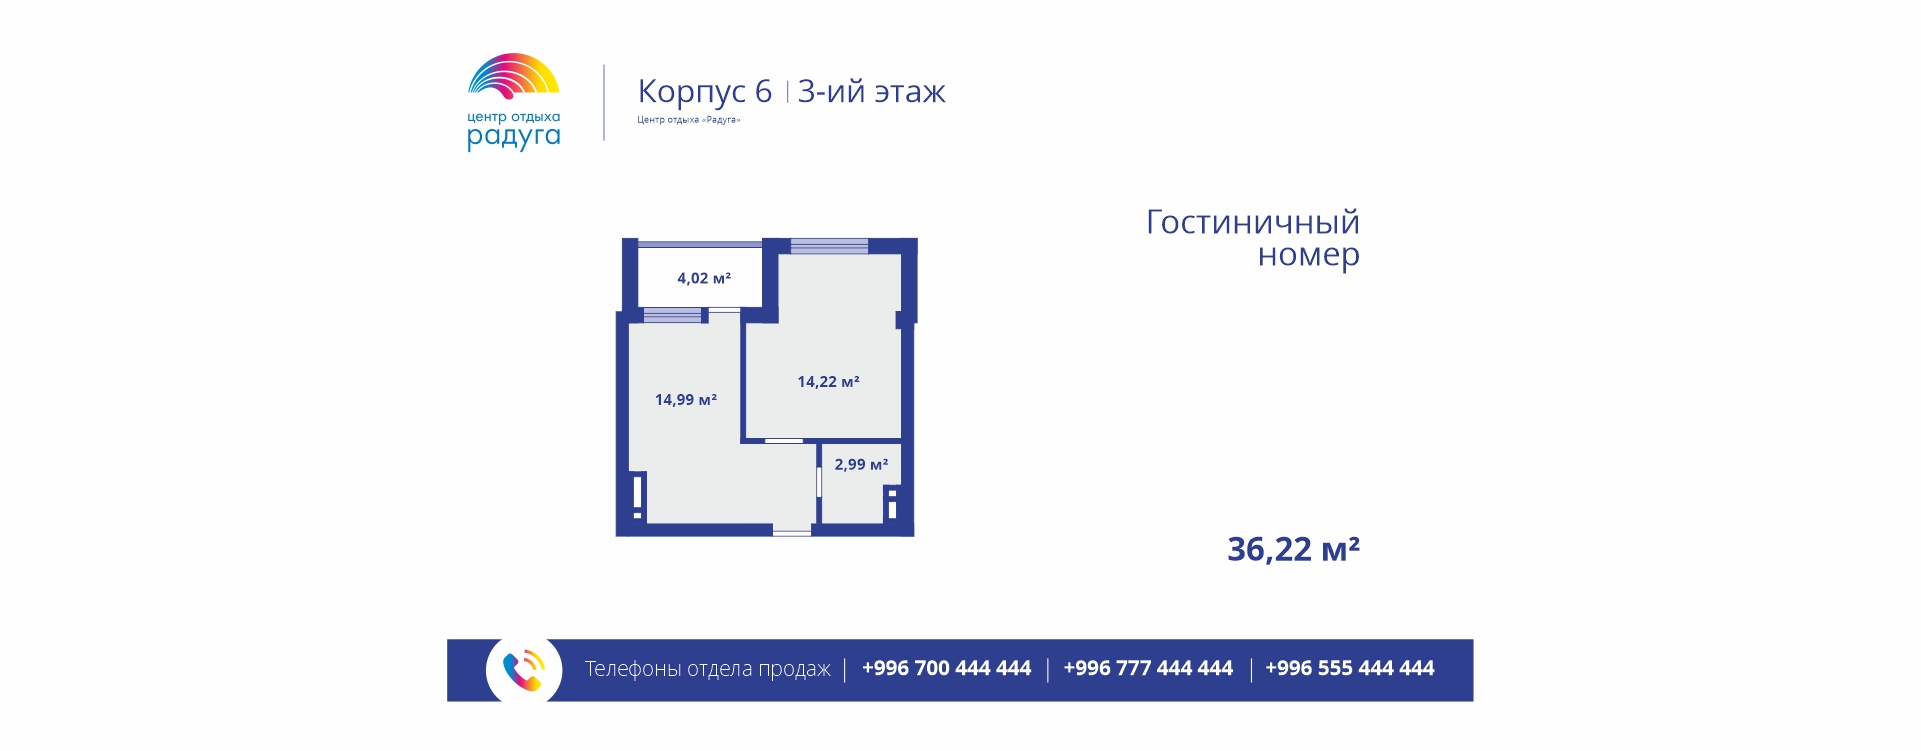 центр отдыха
радуга
Корпус 6 | 3-ий этаж
Центр отдыха «Радуга»
Гостиничный
номер
4,02 м²
14,22 м²
14,99 м²
2,99 м²
36,22 м²
Телефоны отдела продаж | +996 700 444 444 | +996 777 444 444 | +996 555 444 444